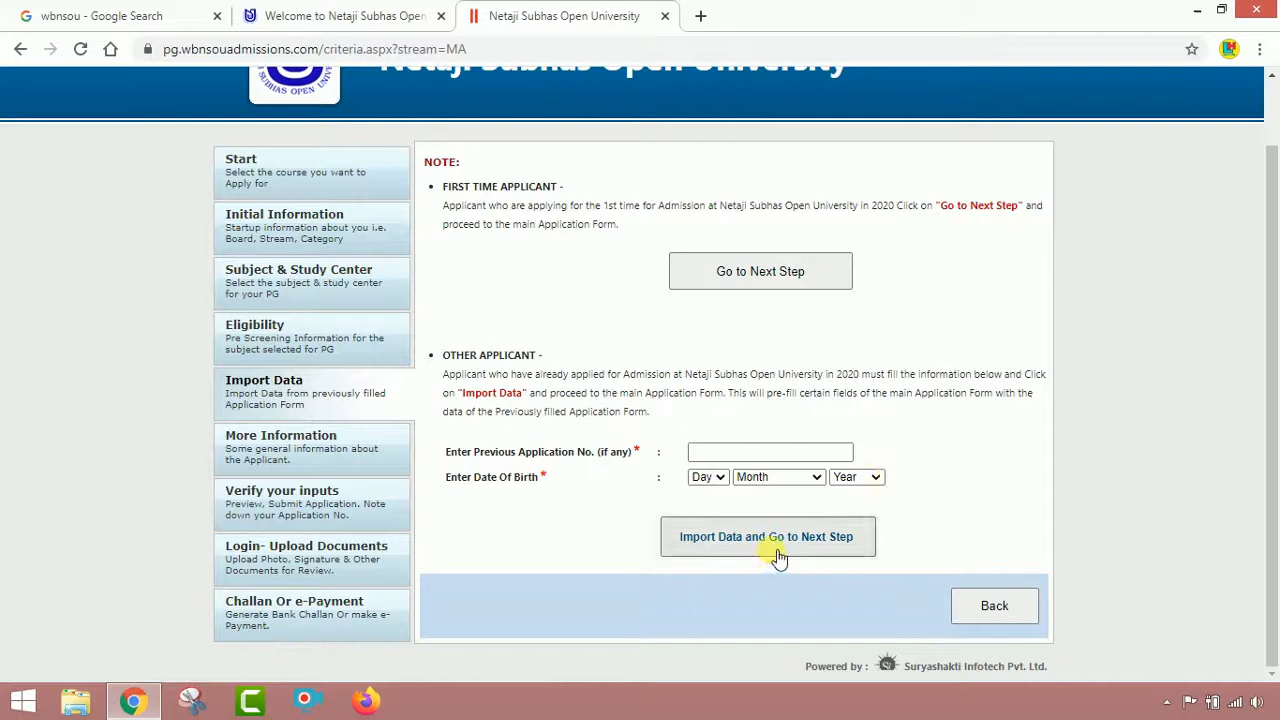 wbnsou - Google Search
Welcome to Netaji Subhas Open
Netaji Subhas Open University
pg.wbnsouadmissions.com/criteria.aspx?stream=MA
Netaji Subhas Open University
SUBHAS OPEN UNIVERS
Start
Select the course you want to
Apply for
Initial Information
Startup information about you i.e.
Board, Stream, Category
Subject & Study Center
Select the subject & study center
for your PG
Eligibility
Pre Screening Information for the
subject selected for PG
Import Data
Import Data from previously filled
Application Form
More Information
Some general information about
the Applicant.
Verify your inputs
Preview, Submit Application. Note
down your Application No.
Login- Upload Documents
Upload Photo, Signature & Other
Documents for Review.
Challan Or e-Payment
Generate Bank Challan Or make e-
Payment.
NOTE:
FIRST TIME APPLICANT -
Applicant who are applying for the 1st time for Admission at Netaji Subhas Open University in 2020 Click on "Go to Next Step" and
proceed to the main Application Form.
Go to Next Step
OTHER APPLICANT -
Applicant who have already applied for Admission at Netaji Subhas Open University in 2020 must fill the information below and Click
on "Import Data" and proceed to the main Application Form. This will pre-fill certain fields of the main Application Form with the
data of the Previously filled Application Form.
Enter Previous Application No. (if any) * :
Enter Date Of Birth * : Day Month Year
Import Data and Go to Next Step
Back
Powered by : Suryashakti Infotech Pvt. Ltd.